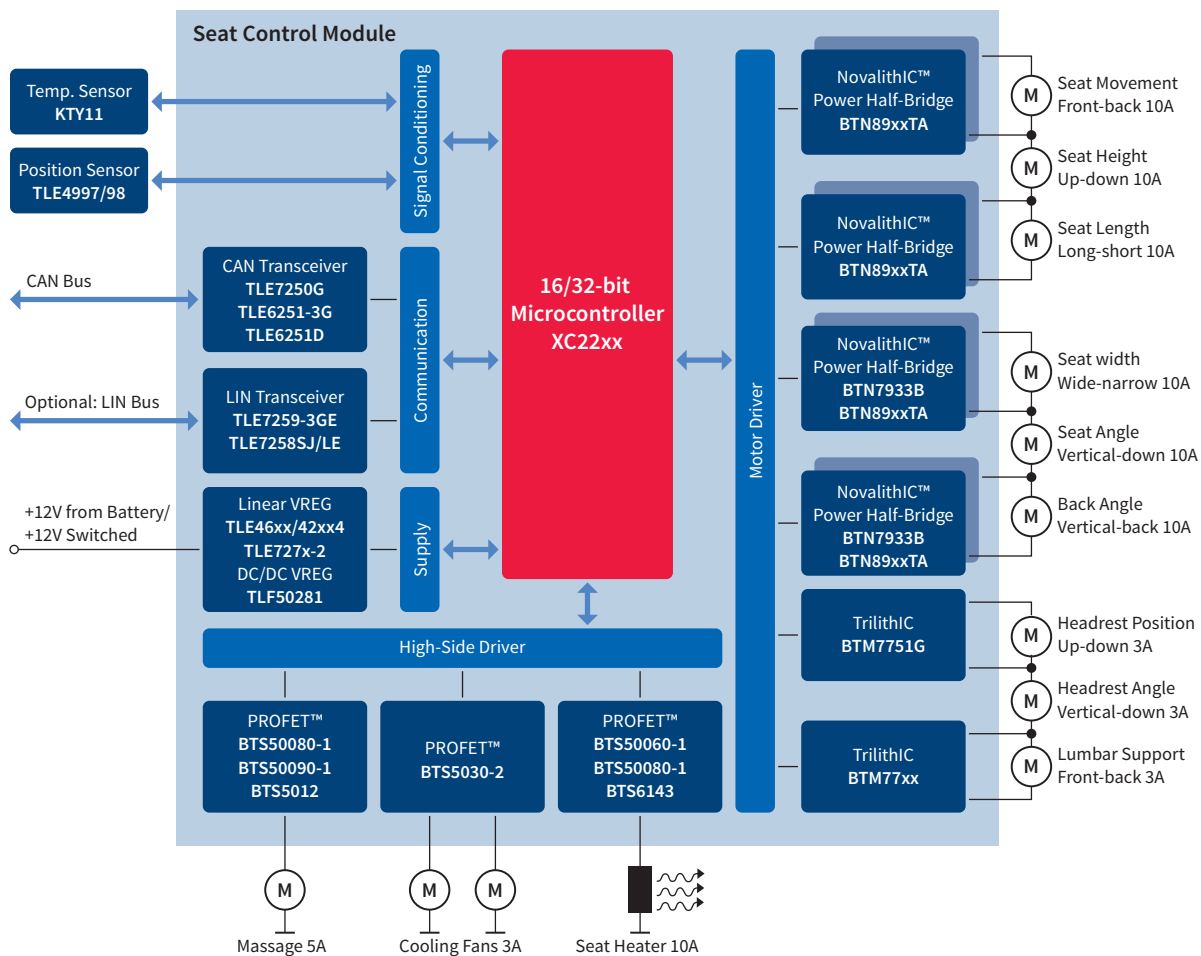 Seat Control Module
Temp. Sensor
KTY11
Position Sensor
TLE4997/98
Signal Conditioning
CAN Bus
CAN Transceiver
TLE7250G
TLE6251-3G
TLE6251D
Optional: LIN Bus
LIN Transceiver
TLE7259-3GE
TLE7258SJ/LE
Communication
+12V from Battery/
+12V Switched
Linear VREG
TLE46xx/42xx4
TLE727x-2
DC/DC VREG
TLF50281
Supply
16/32-bit
Microcontroller
XC22xx
High-Side Driver
PROFET™
BTS50080-1
BTS50090-1
BTS5012
PROFET™
BTS5030-2
PROFET™
BTS50060-1
BTS50080-1
BTS6143
M
Massage 5A
M
M
Cooling Fans 3A
Seat Heater 10A
Motor Driver
NovalithIC™
Power Half-Bridge
BTN89xxTA
NovalithIC™
Power Half-Bridge
BTN89xxTA
NovalithIC™
Power Half-Bridge
BTN7933B
BTN89xxTA
NovalithIC™
Power Half-Bridge
BTN7933B
BTN89xxTA
TrilithIC
BTM7751G
TrilithIC
BTM77xx
M
Seat Movement
Front-back 10A
M
Seat Height
Up-down 10A
M
Seat Length
Long-short 10A
M
Seat width
Wide-narrow 10A
M
Seat Angle
Vertical-down 10A
M
Back Angle
Vertical-back 10A
M
Headrest Position
Up-down 3A
M
Headrest Angle
Vertical-down 3A
M
Lumbar Support
Front-back 3A